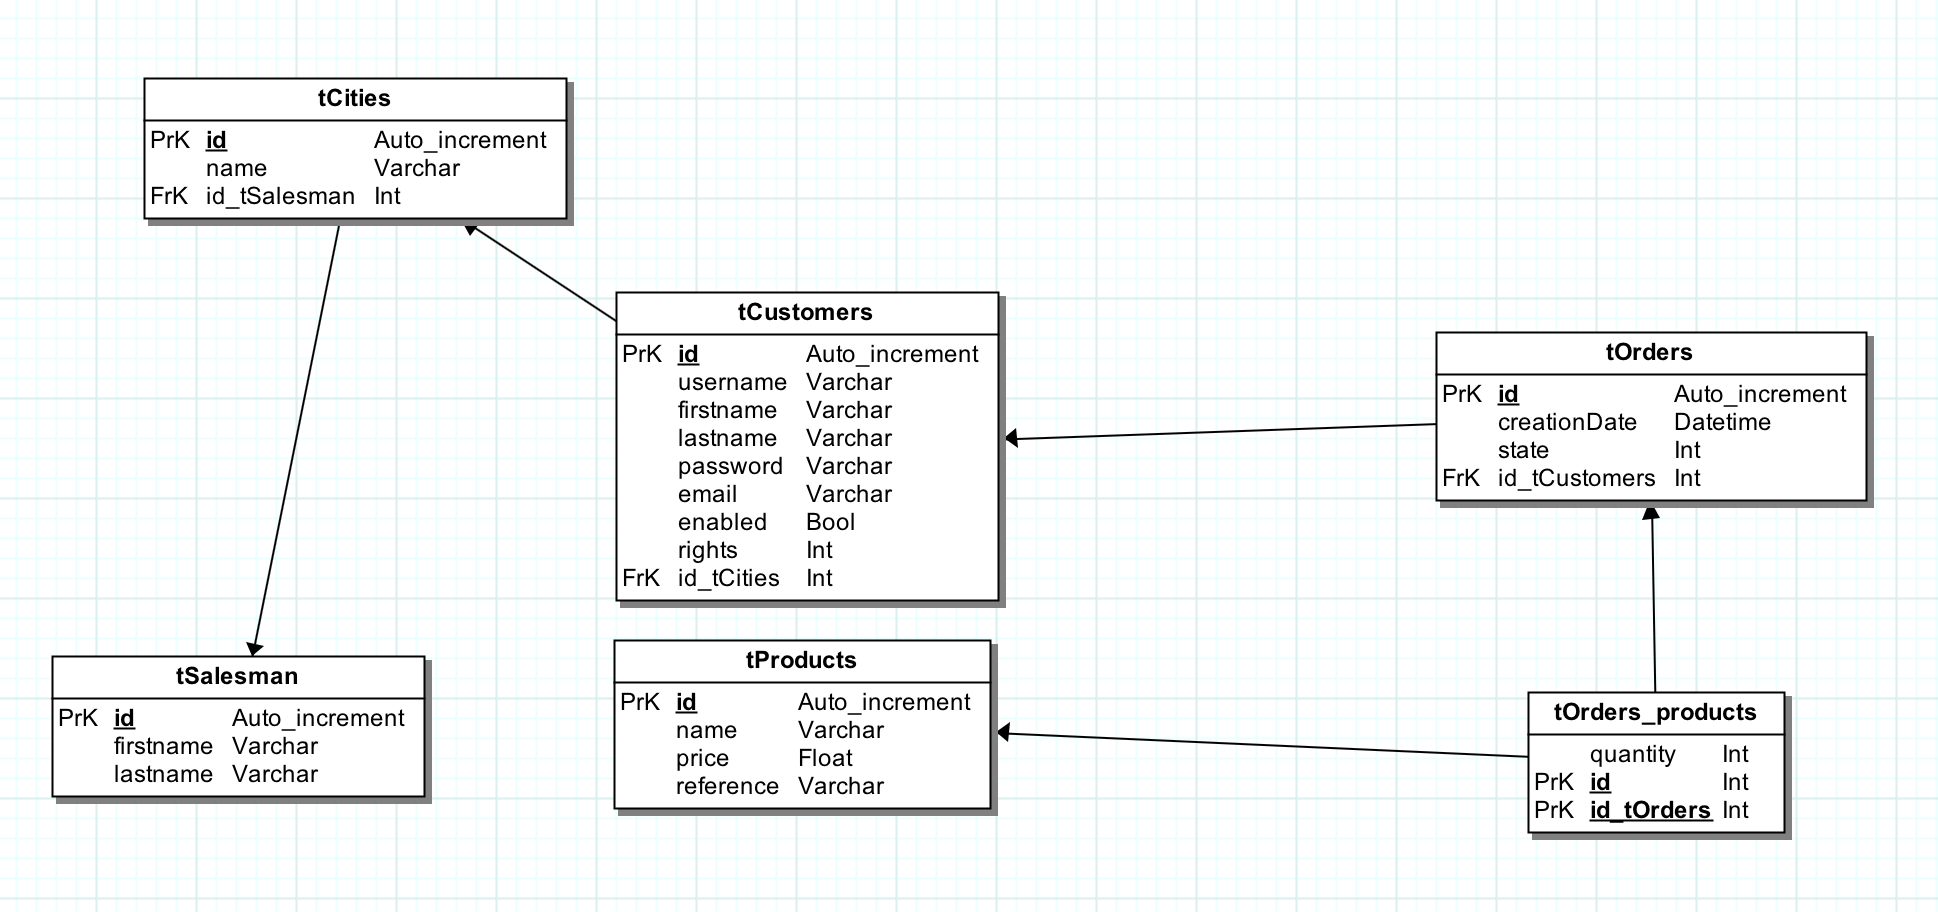 tCities
PrK id Auto_increment
name Varchar
FrK id_tSalesman Int
tCustomers
PrK id Auto_increment
username Varchar
firstname Varchar
lastname Varchar
password Varchar
email Varchar
enabled Bool
rights Int
FrK id_tCities Int
tOrders
PrK id Auto_increment
creationDate Datetime
state Int
FrK id_tCustomers Int
tSalesman
PrK id Auto_increment
firstname Varchar
lastname Varchar
tProducts
PrK id Auto_increment
name Varchar
price Float
reference Varchar
tOrders_products
quantity Int
PrK id Int
PrK id_tOrders Int